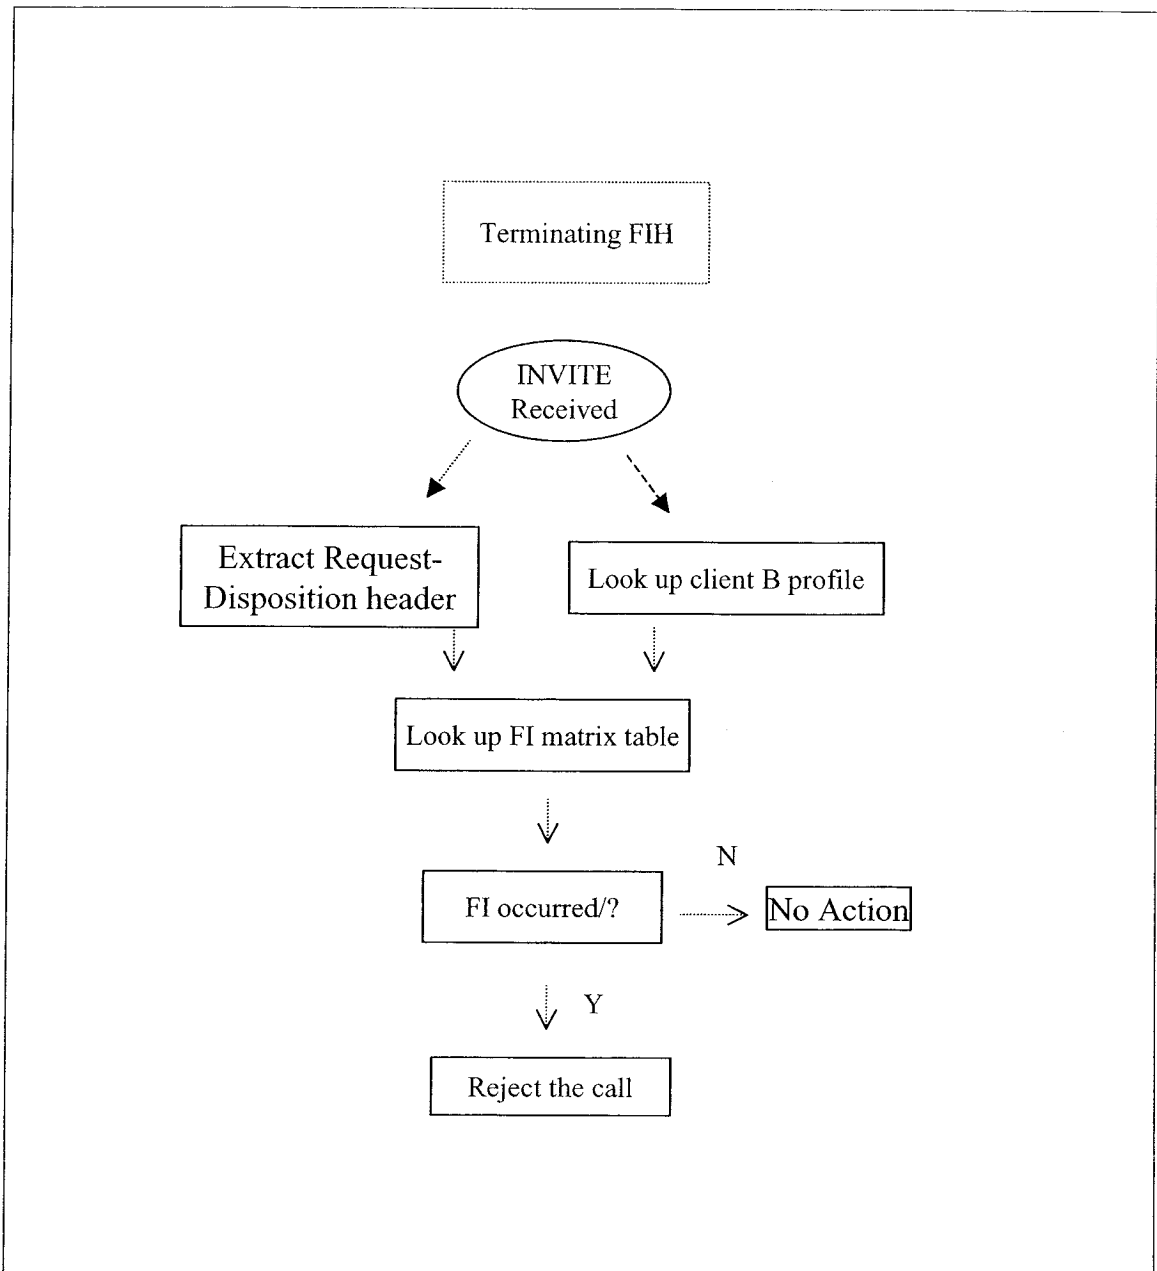 Terminating FIH
INVITE
Received
Extract Request-
Disposition header
Look up client B profile
Look up FI matrix table
N
FI occurred/?
No Action
Y
Reject the call